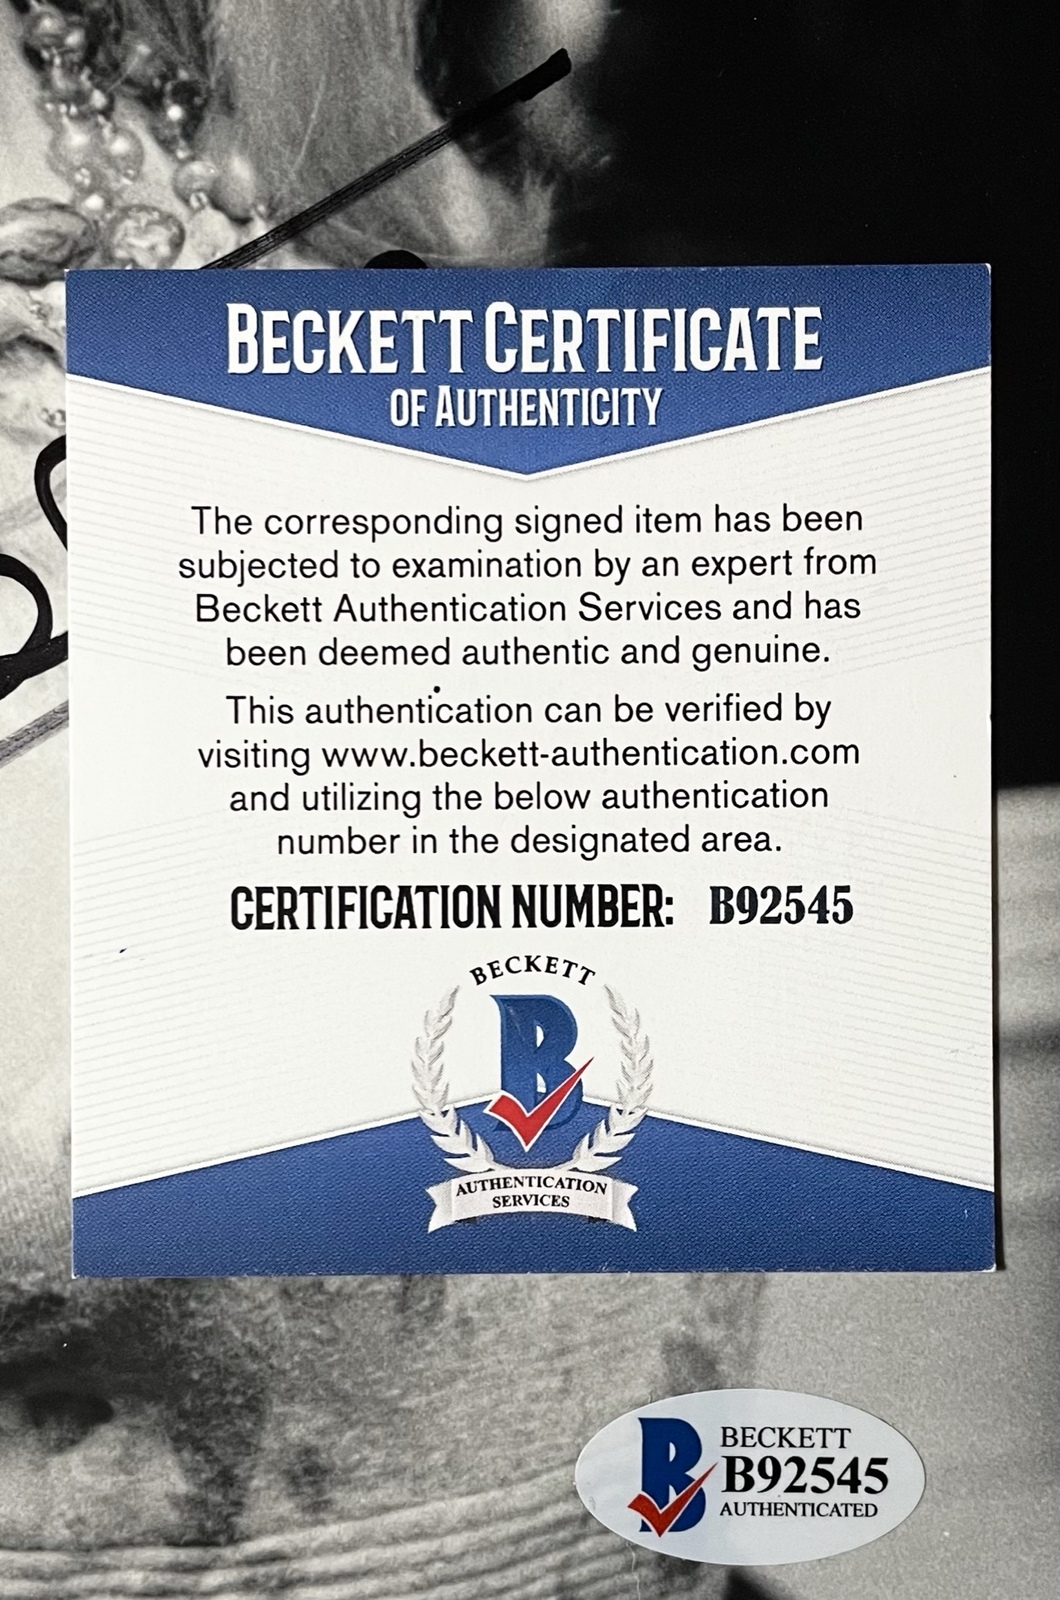 BECKETT CERTIFICATE
OF AUTHENTICITY
The corresponding signed item has been
subjected to examination by an expert from
Beckett Authentication Services and has
been deemed authentic and genuine.
This authentication can be verified by
visiting www.beckett-authentication.com
and utilizing the below authentication
number in the designated area.
CERTIFICATION NUMBER: B92545
BECKETT
B
AUTHENTICATION
SERVICES
B
BECKETT
B92545
AUTHENTICATED